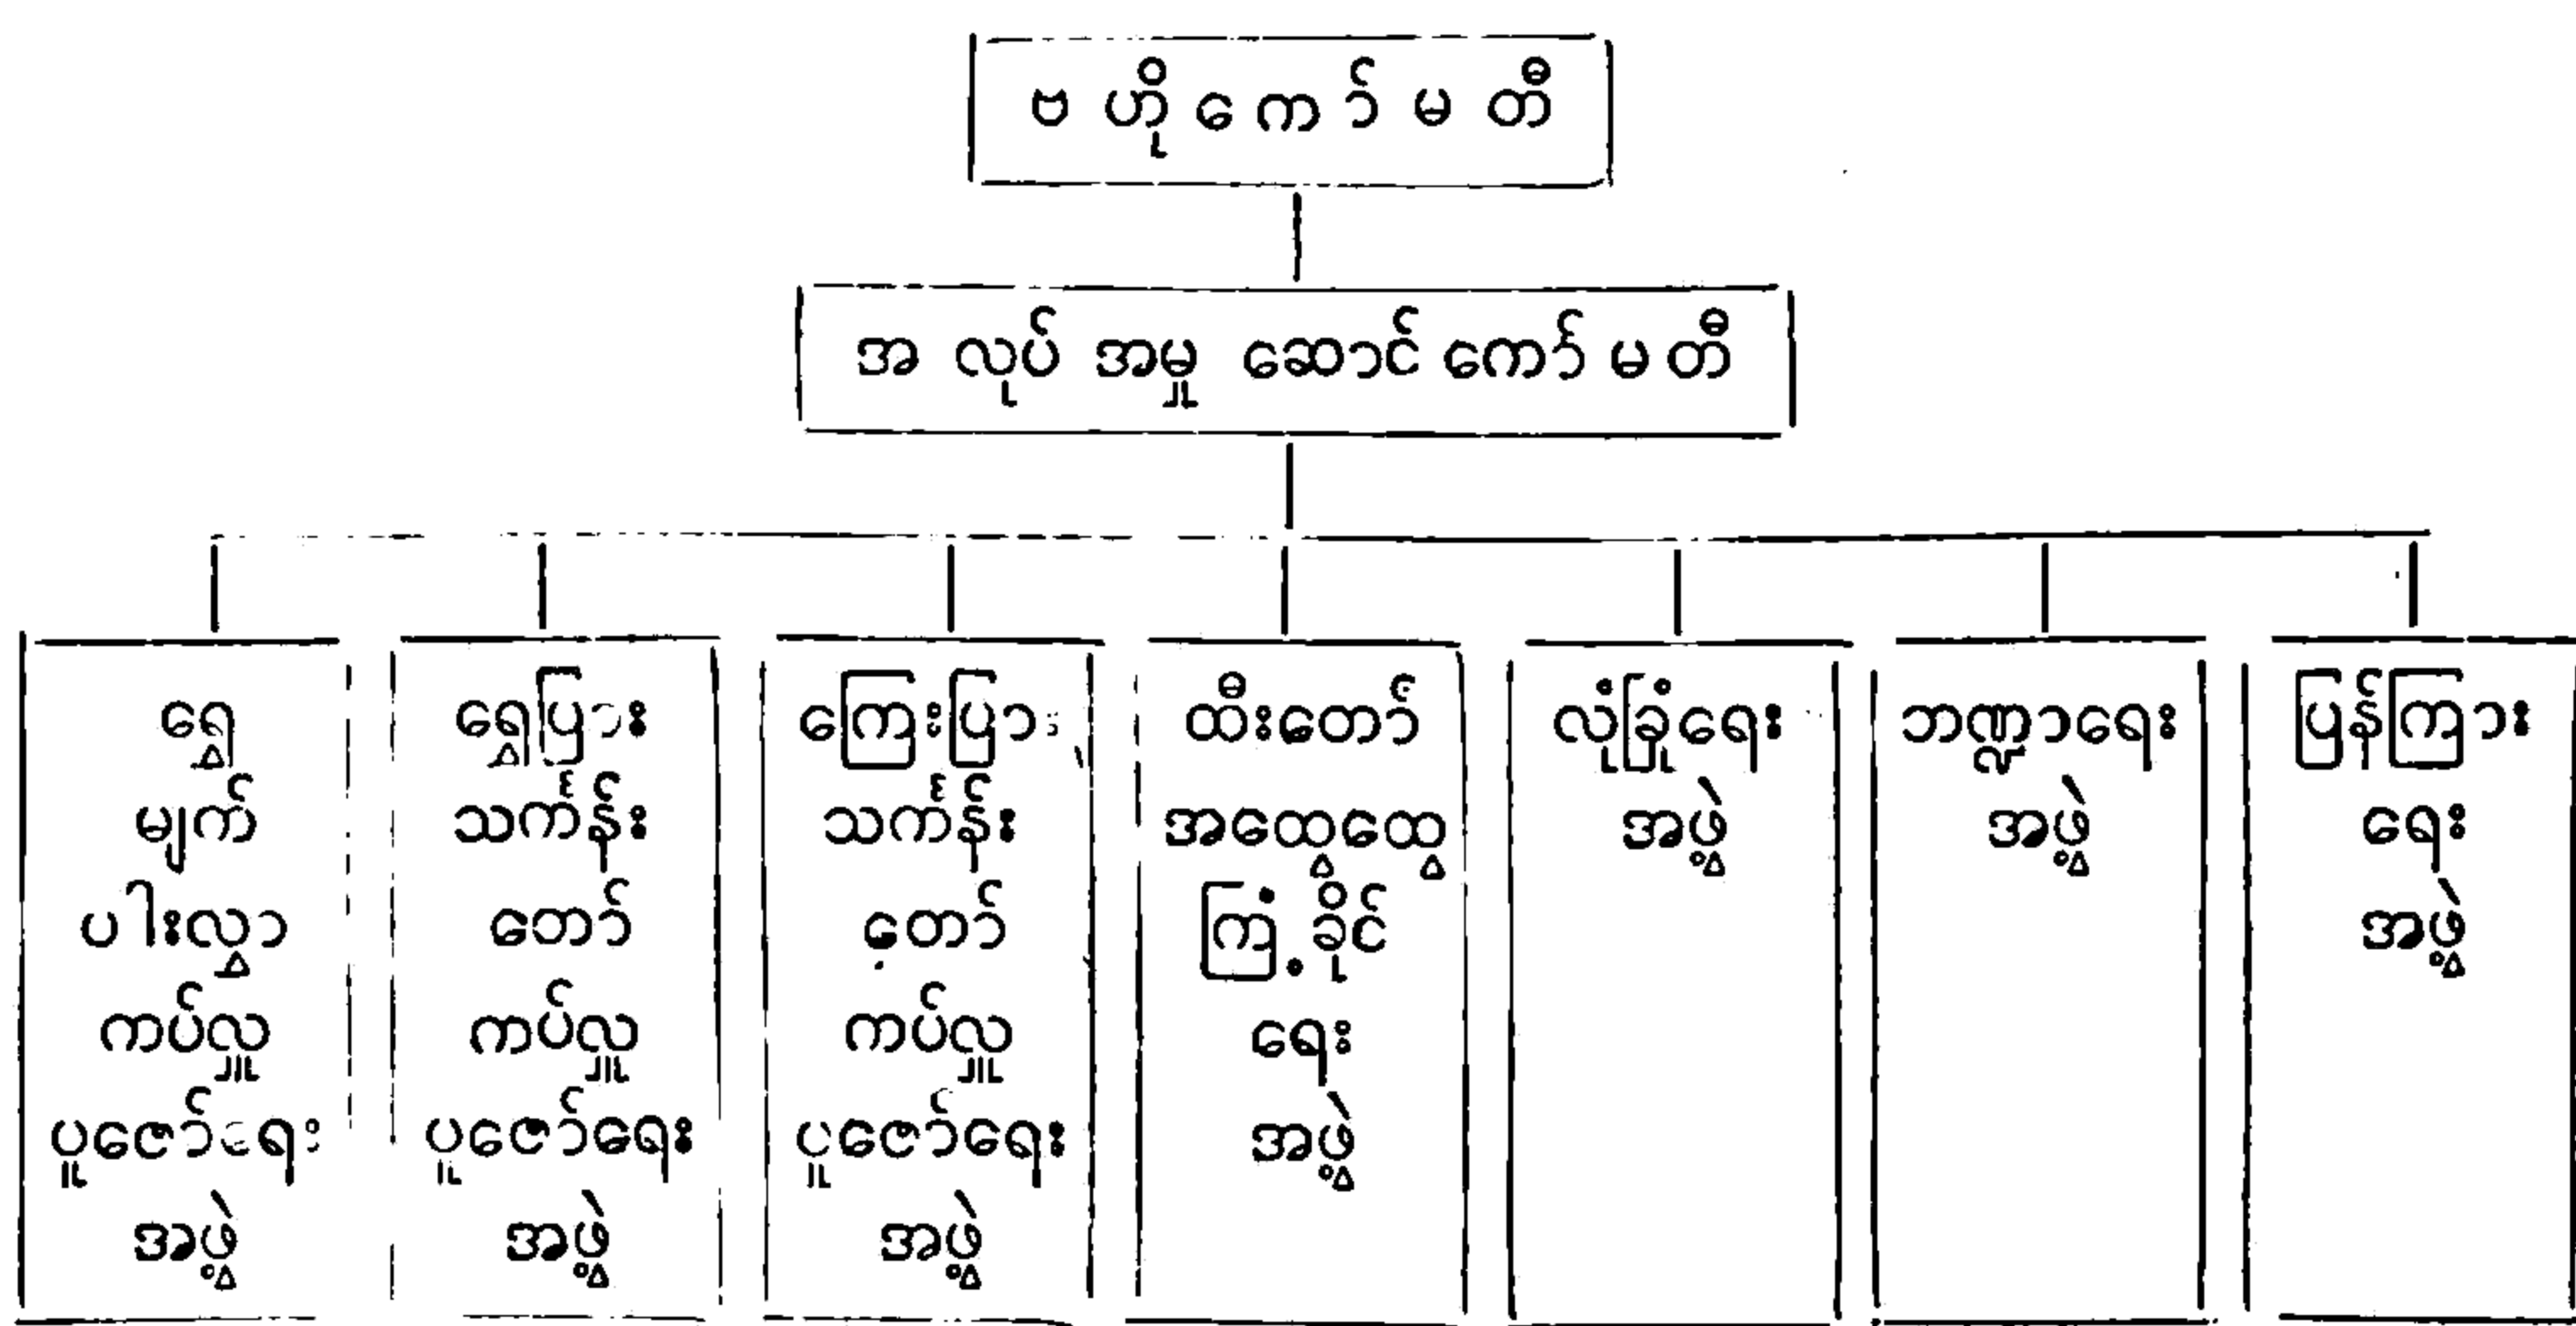 ဗဟိုကော်မတီ
အလုပ်အမှုဆောင်ကော်မတီ
ရွှေ
မျက်
ပါးလွှာ
ကပ်လှူ
ပူဇော်ရေး
အဖွဲ့
ရွှေပြား
သင်္ကန်း
တော်
ကပ်လှူ
ပူဇော်ရေး
အဖွဲ့
ကြေးပြား
သင်္ကန်း
တော်
ကပ်လှူ
ပူဇော်ရေး
အဖွဲ့
ထီးတော်
အထွေထွေ
ကြံ့ခိုင်
ရေး
အဖွဲ့
လုံခြုံရေး
အဖွဲ့
ဘဏ္ဍာရေး
အဖွဲ့
ပြန်ကြား
ရေး
အဖွဲ့